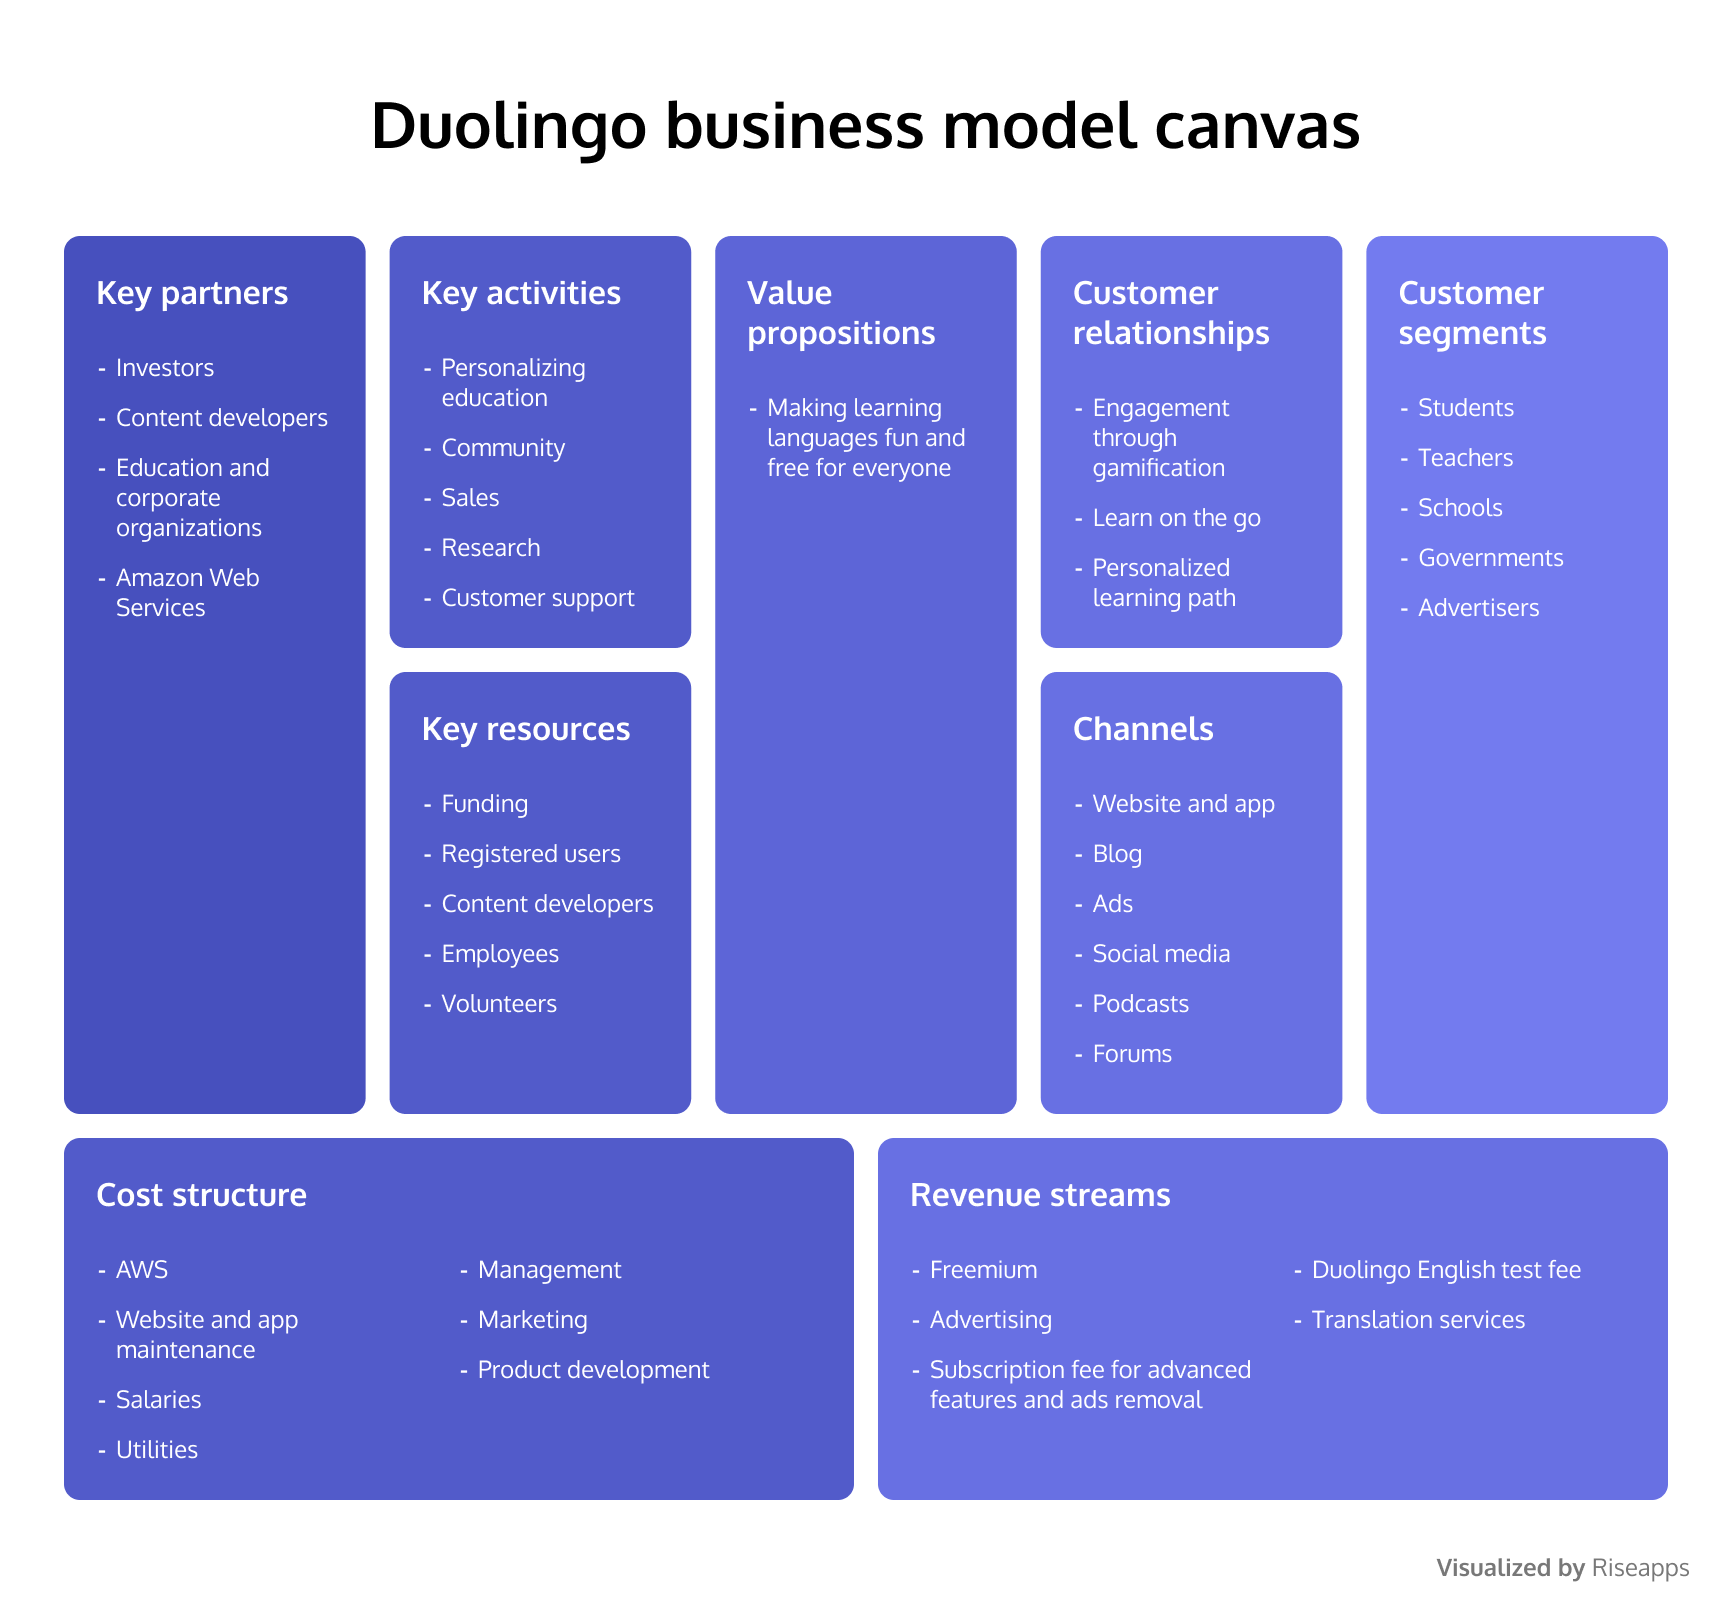 Duolingo business model canvas
Key partners
- Investors
- Content developers
- Education and
corporate
organizations
- Amazon Web
Services
Key activities
- Personalizing
education
- Community
- Sales
- Research
- Customer support
Key resources
- Funding
- Registered users
- Content developers
- Employees
- Volunteers
Value
propositions
- Making learning
languages fun and
free for everyone
Customer
relationships
- Engagement
through
gamification
- Learn on the go
- Personalized
learning path
Channels
- Website and app
- Blog
- Ads
- Social media
- Podcasts
- Forums
Customer
segments
- Students
- Teachers
- Schools
- Governments
- Advertisers
Cost structure
- AWS
- Website and app
maintenance
- Salaries
- Utilities
- Management
- Marketing
- Product development
Revenue streams
- Freemium
- Advertising
- Subscription fee for advanced
features and ads removal
- Duolingo English test fee
- Translation services
Visualized by Riseapps